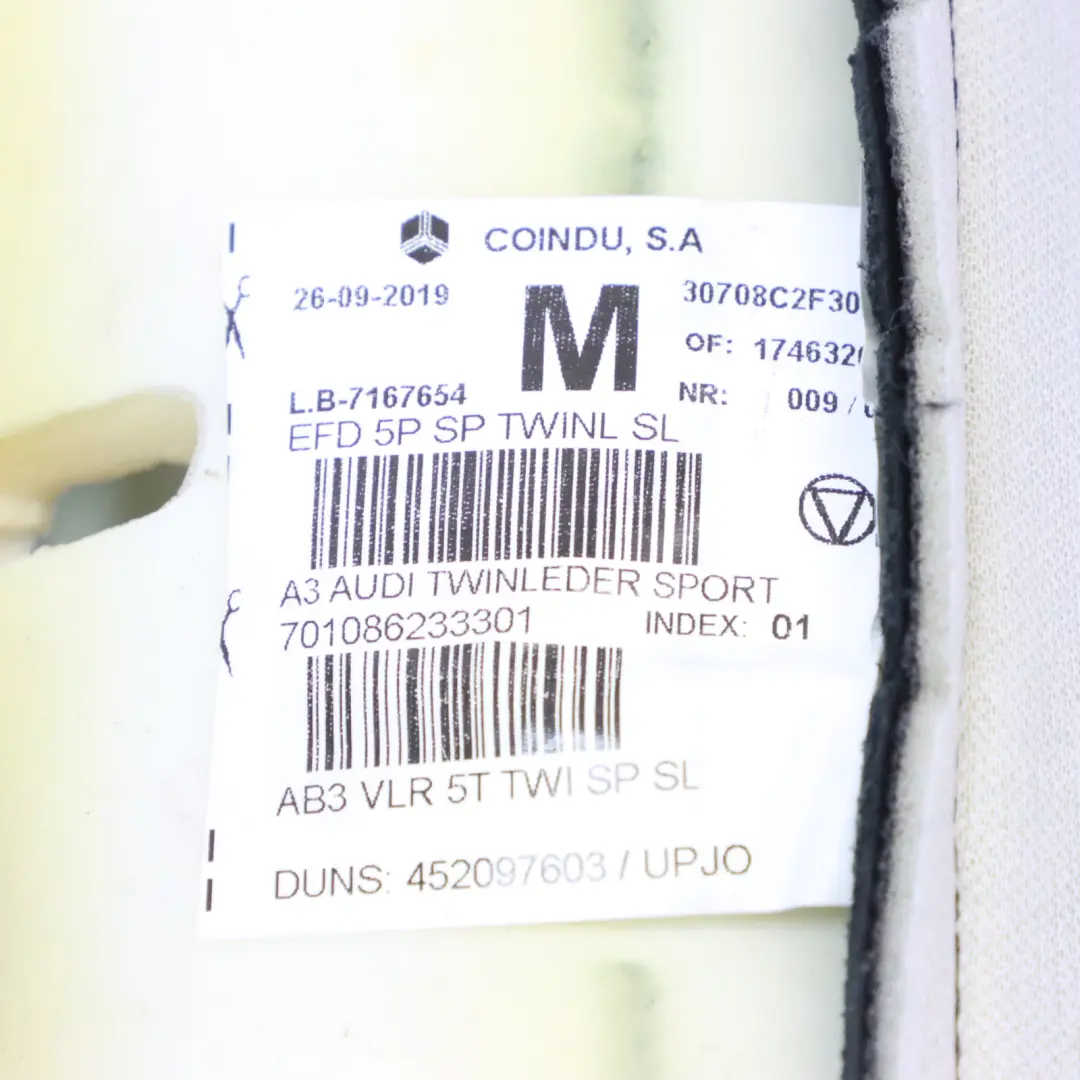 COINDU, S.A
26-09-2019
M
30708C2F30
OF: 174632
NR: 009 /
L.B-7167654
EFD 5P SP TWINL SL
A3 AUDI TWINLEDER SPORT
701086233301 INDEX: 01
AB3 VLR 5T TWI SP SL
DUNS: 452097603 / UPJO